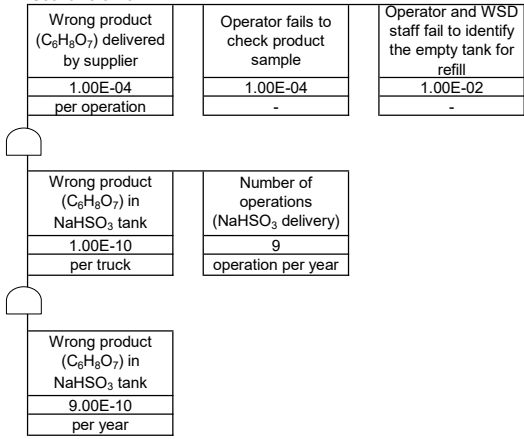 Wrong product
(C₆H₈O₇) delivered
by supplier
1.00E-04
per operation
Operator fails to
check product
sample
1.00E-04
-
Operator and WSD
staff fail to identify
the empty tank for
refill
1.00E-02
-
Wrong product
(C₆H₈O₇) in
NaHSO₃ tank
1.00E-10
per truck
Number of
operations
(NaHSO₃ delivery)
9
operation per year
Wrong product
(C₆H₈O₇) in
NaHSO₃ tank
9.00E-10
per year